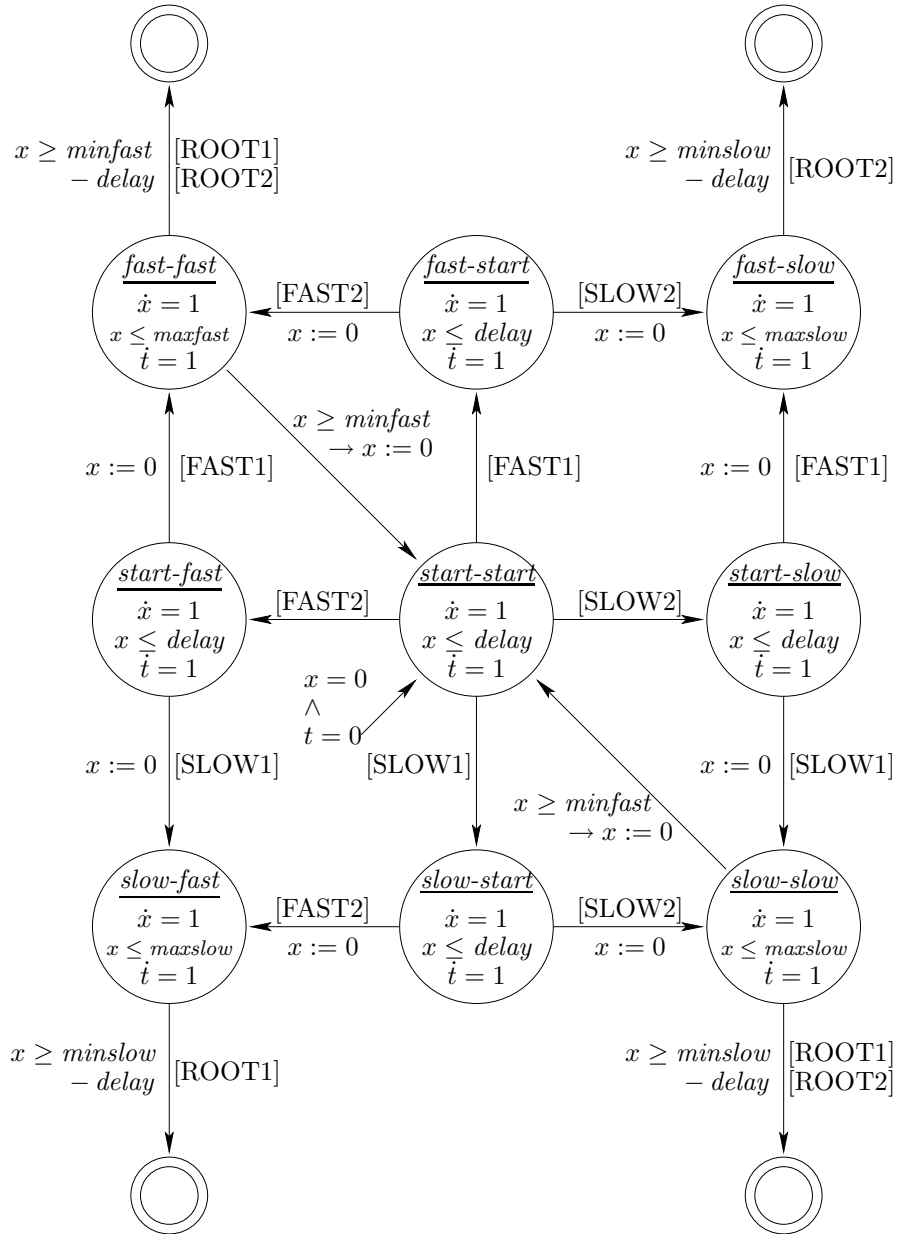 x ≥ minfast [ROOT1]
− delay [ROOT2]
x ≥ minslow
− delay [ROOT2]
fast-fast
ẋ = 1
x ≤ maxfast
ṫ = 1
[FAST2]
x := 0
fast-start
ẋ = 1
x ≤ delay
ṫ = 1
[SLOW2]
x := 0
fast-slow
ẋ = 1
x ≤ maxslow
ṫ = 1
x ≥ minfast
→ x := 0
x := 0 [FAST1]
[FAST1]
x := 0 [FAST1]
start-fast
ẋ = 1
x ≤ delay
ṫ = 1
[FAST2]
start-start
ẋ = 1
x ≤ delay
ṫ = 1
[SLOW2]
start-slow
ẋ = 1
x ≤ delay
ṫ = 1
x = 0
∧
t = 0
x := 0 [SLOW1]
[SLOW1]
x := 0 [SLOW1]
x ≥ minfast
→ x := 0
slow-fast
ẋ = 1
x ≤ maxslow
ṫ = 1
[FAST2]
x := 0
slow-start
ẋ = 1
x ≤ delay
ṫ = 1
[SLOW2]
x := 0
slow-slow
ẋ = 1
x ≤ maxslow
ṫ = 1
x ≥ minslow
− delay [ROOT1]
x ≥ minslow [ROOT1]
− delay [ROOT2]